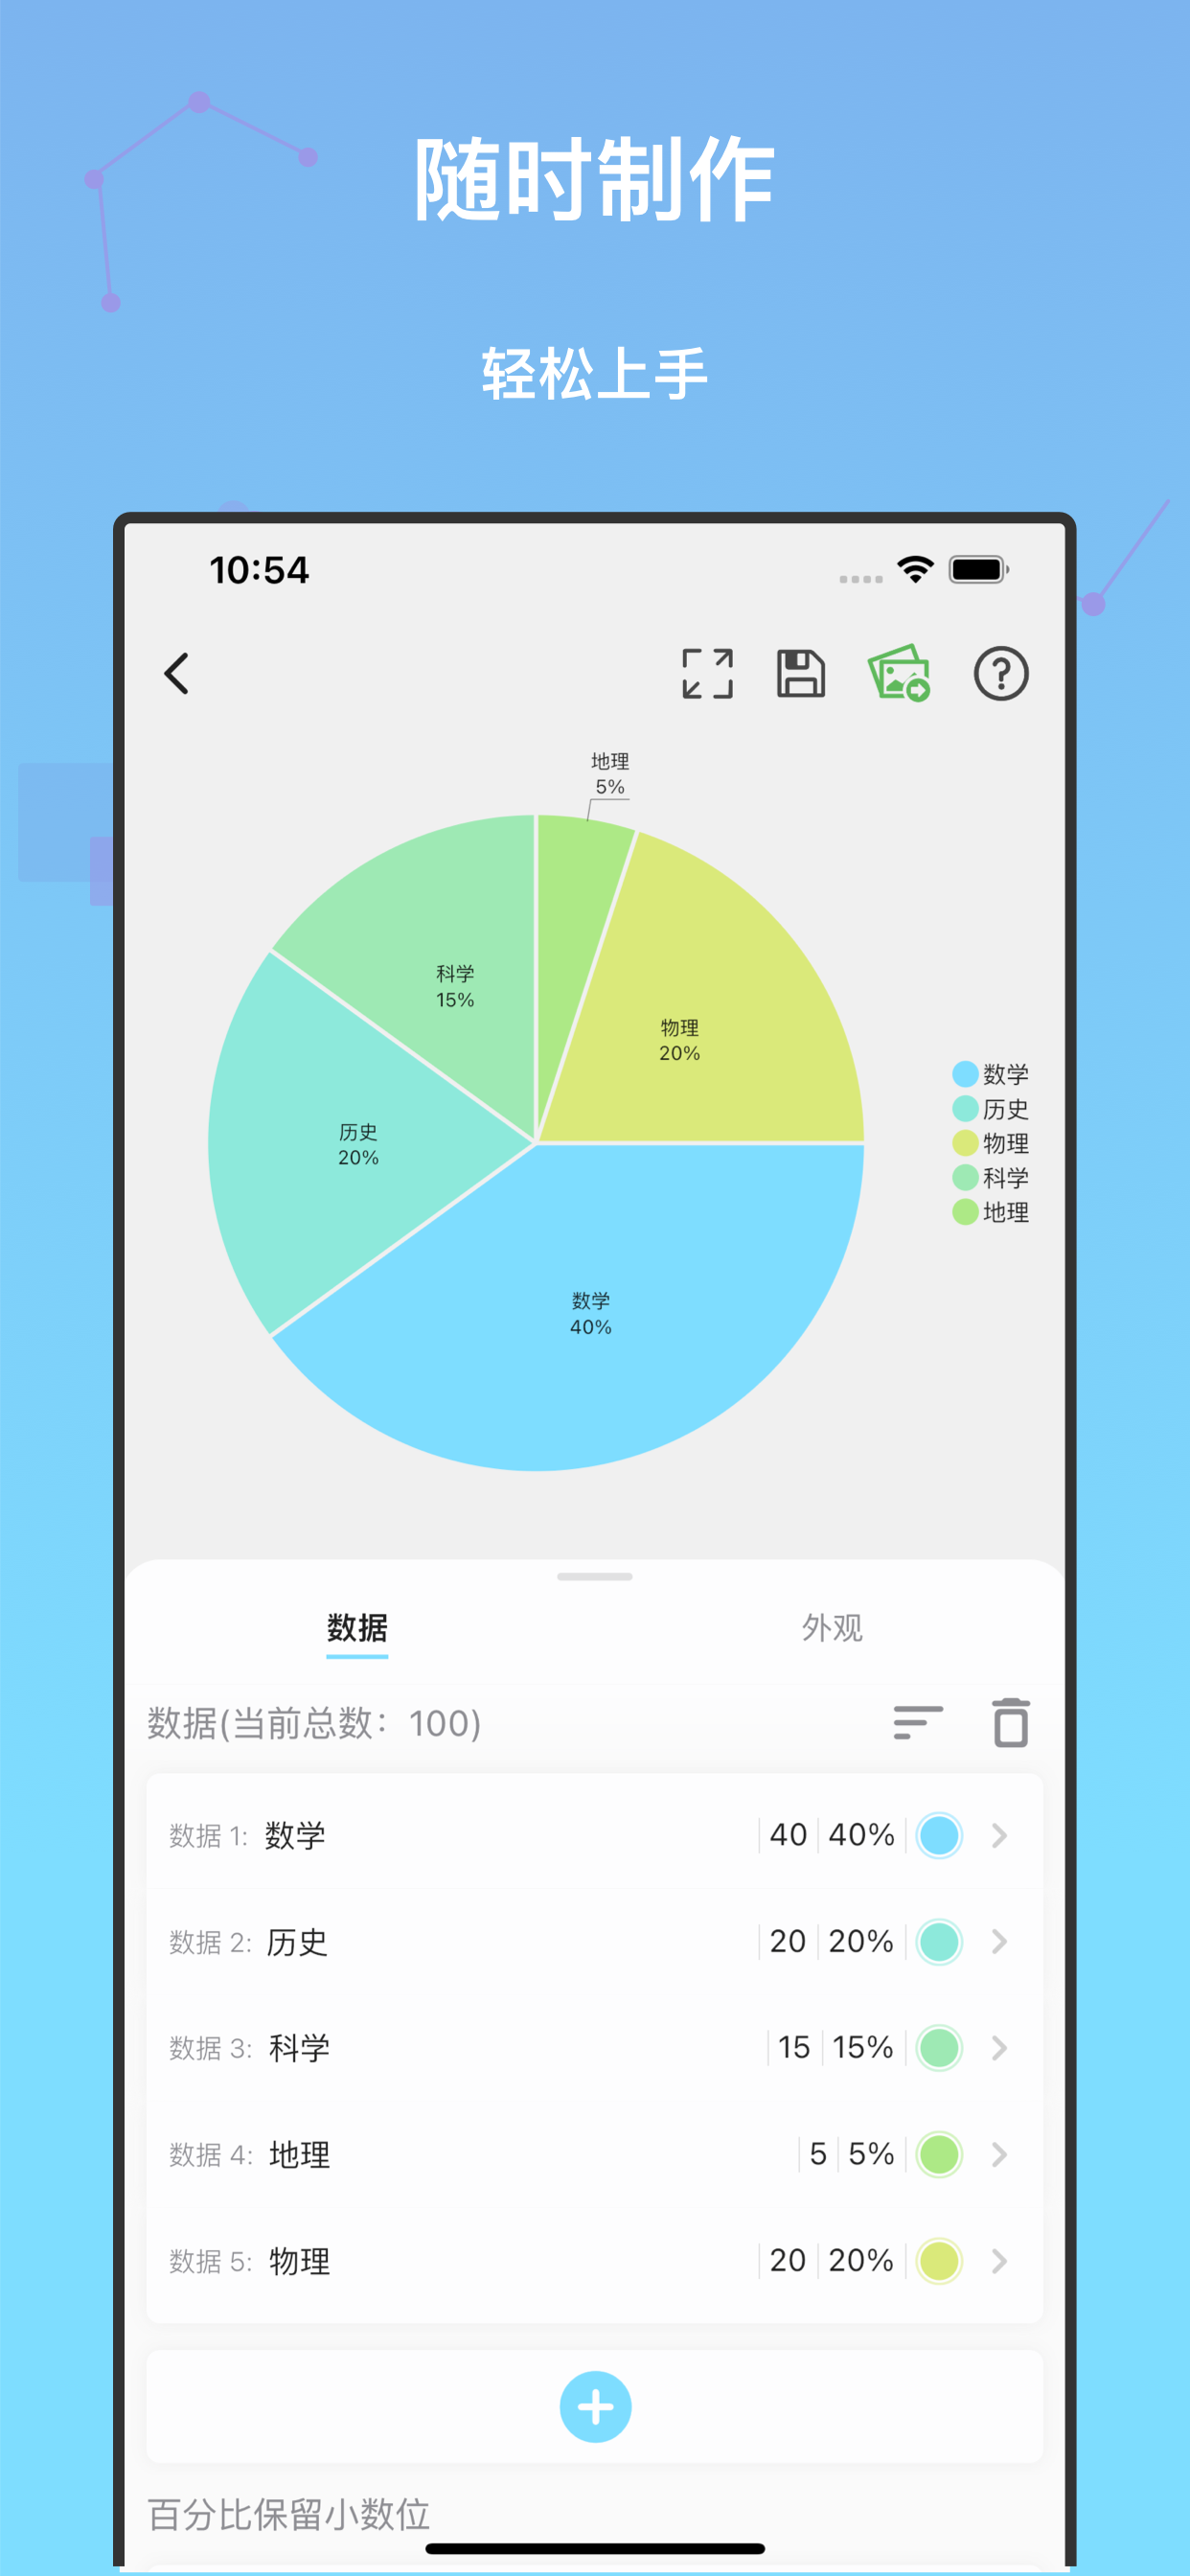 随时制作
轻松上手
10:54
地理
5%
科学
15%
物理
20%
历史
20%
数学
40%
数学
历史
物理
科学
地理
数据 外观
数据(当前总数：100)
数据 1: 数学 40 40%
数据 2: 历史 20 20%
数据 3: 科学 15 15%
数据 4: 地理 5 5%
数据 5: 物理 20 20%
百分比保留小数位